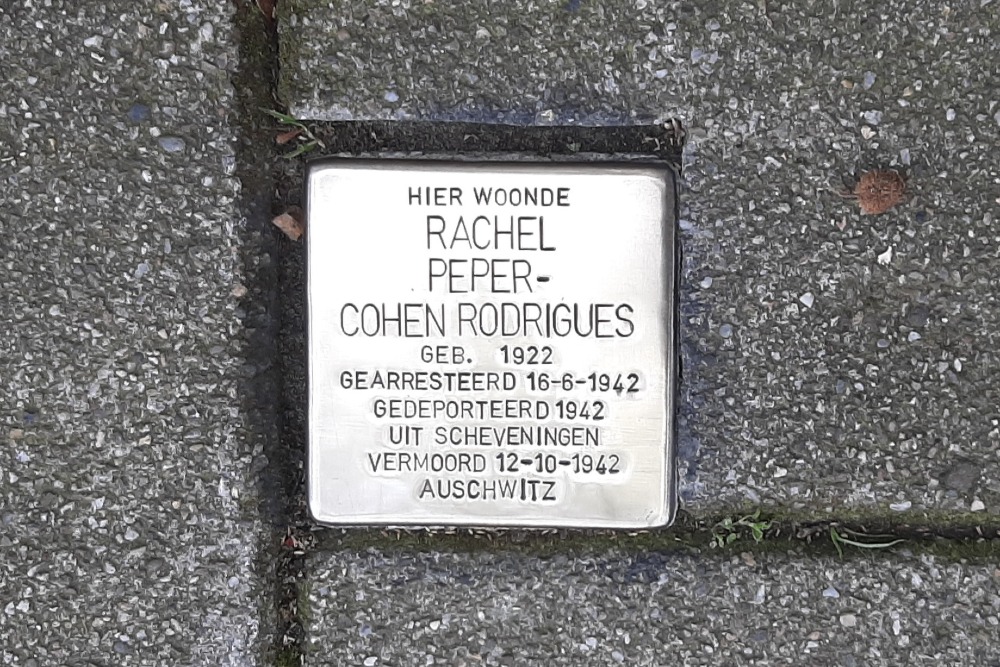 HIER WOONDE
RACHEL
PEPER-
COHEN RODRIGUES
GEB. 1922
GEARRESTEERD 16-6-1942
GEDEPORTEERD 1942
UIT SCHEVENINGEN
VERMOORD 12-10-1942
AUSCHWITZ